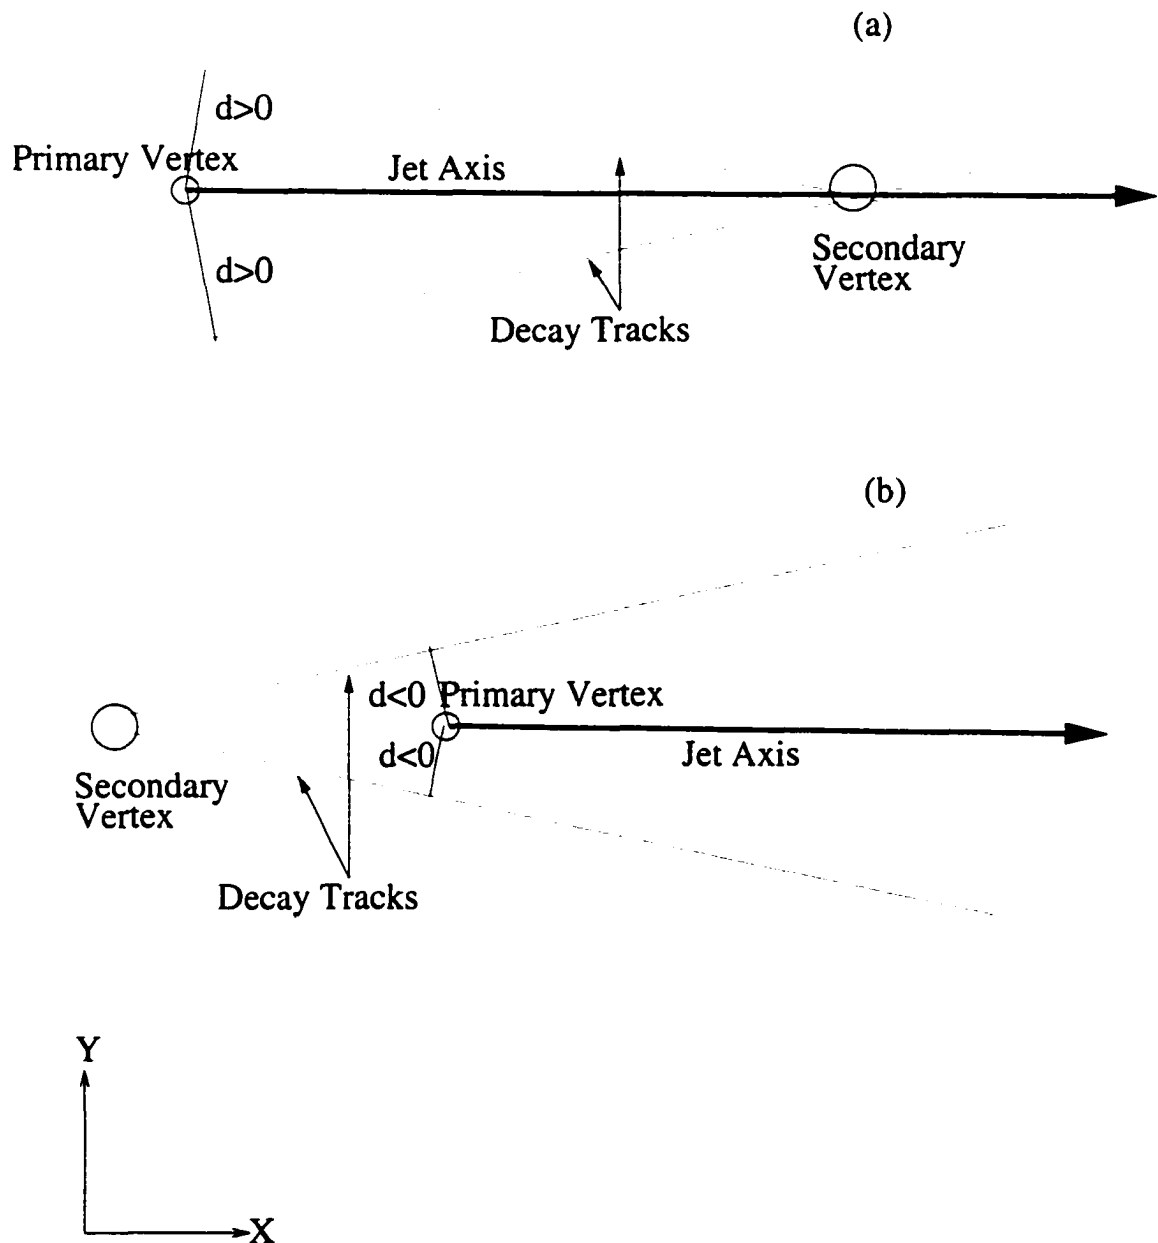 (a)
d>0
Primary Vertex
Jet Axis
d>0
Secondary
Vertex
Decay Tracks
(b)
d<0 Primary Vertex
d<0
Jet Axis
Secondary
Vertex
Decay Tracks
Y
X